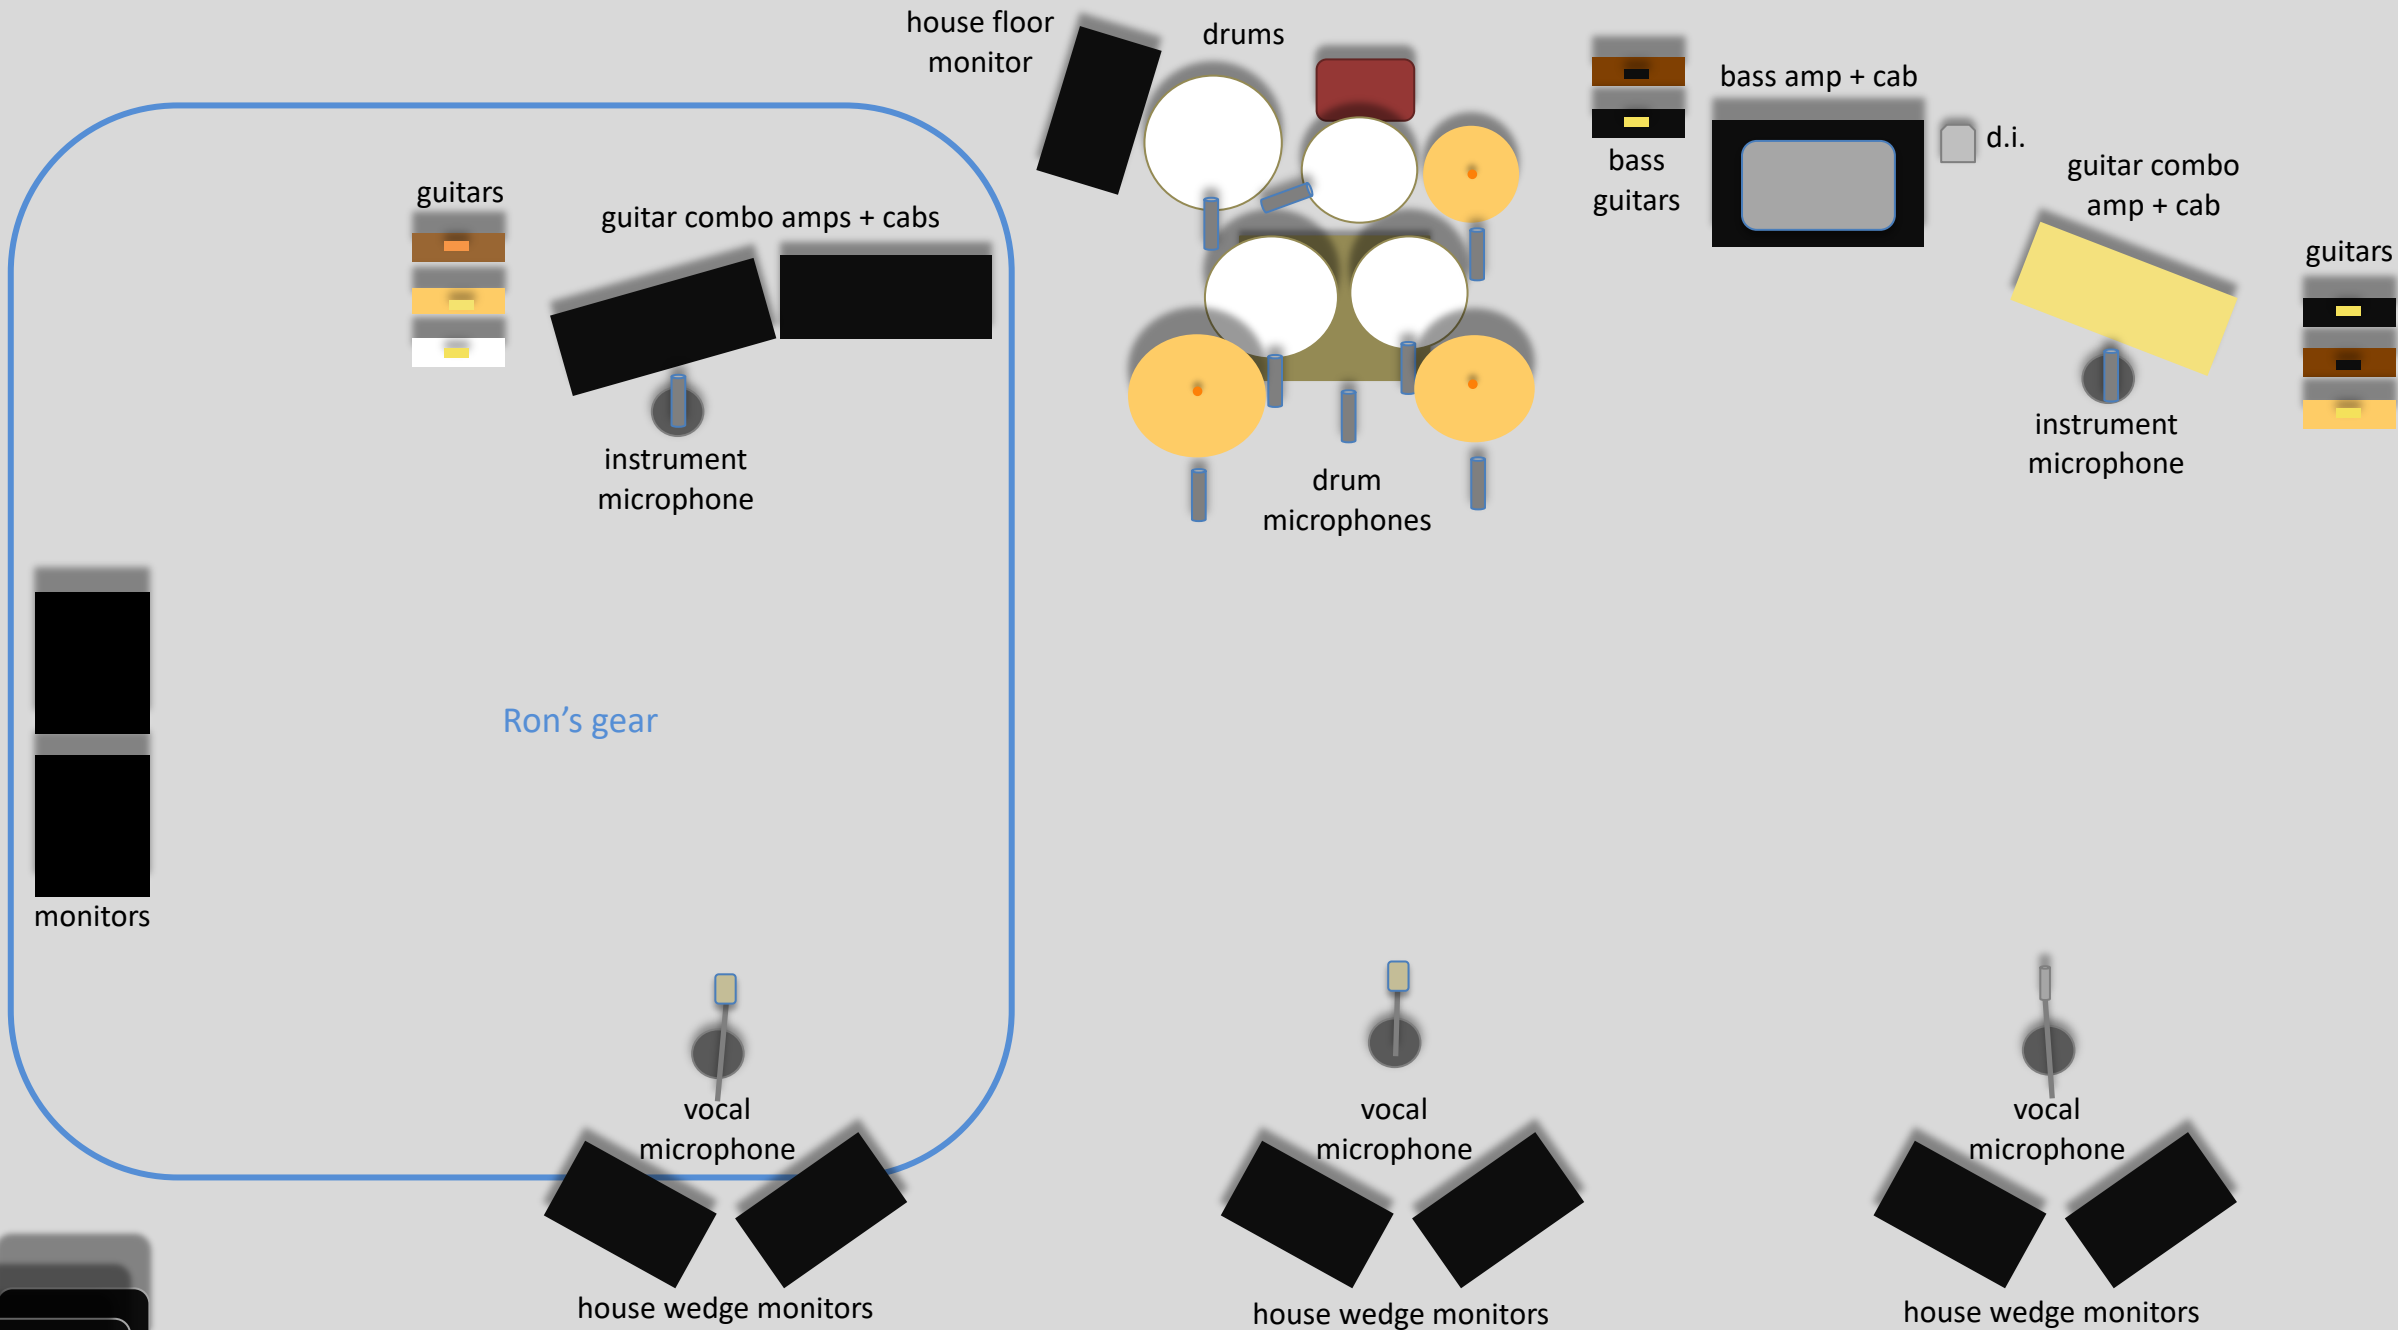 house floor
monitor
drums
bass amp + cab
d.i.
bass
guitars
guitar combo
amp + cab
guitars
guitar combo amps + cabs
guitars
instrument
microphone
instrument
microphone
drum
microphones
Ron’s gear
monitors
vocal
microphone
vocal
microphone
vocal
microphone
house wedge monitors
house wedge monitors
house wedge monitors